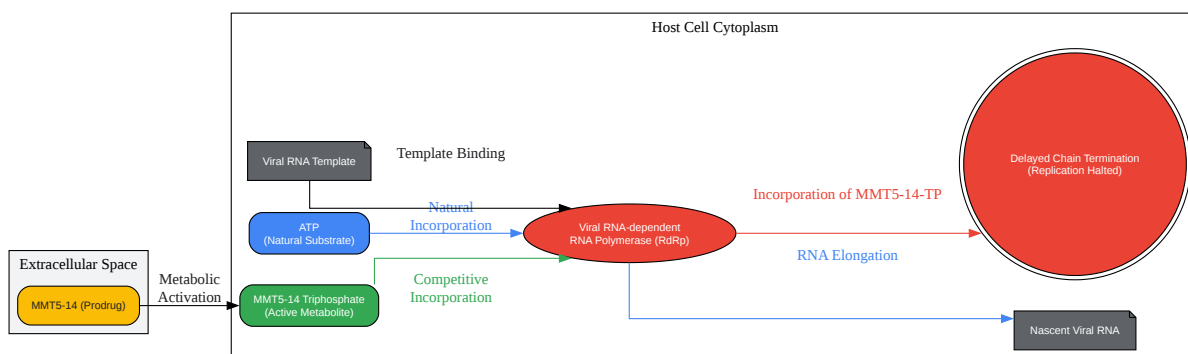 Host Cell Cytoplasm
Viral RNA Template
Template Binding
Delayed Chain Termination
(Replication Halted)
Incorporation of MMT5-14-TP
ATP
(Natural Substrate)
Natural
Incorporation
Viral RNA-dependent
RNA Polymerase (RdRp)
RNA Elongation
Extracellular Space
MMT5-14 (Prodrug)
Metabolic
Activation
MMT5-14 Triphosphate
(Active Metabolite)
Competitive
Incorporation
Nascent Viral RNA